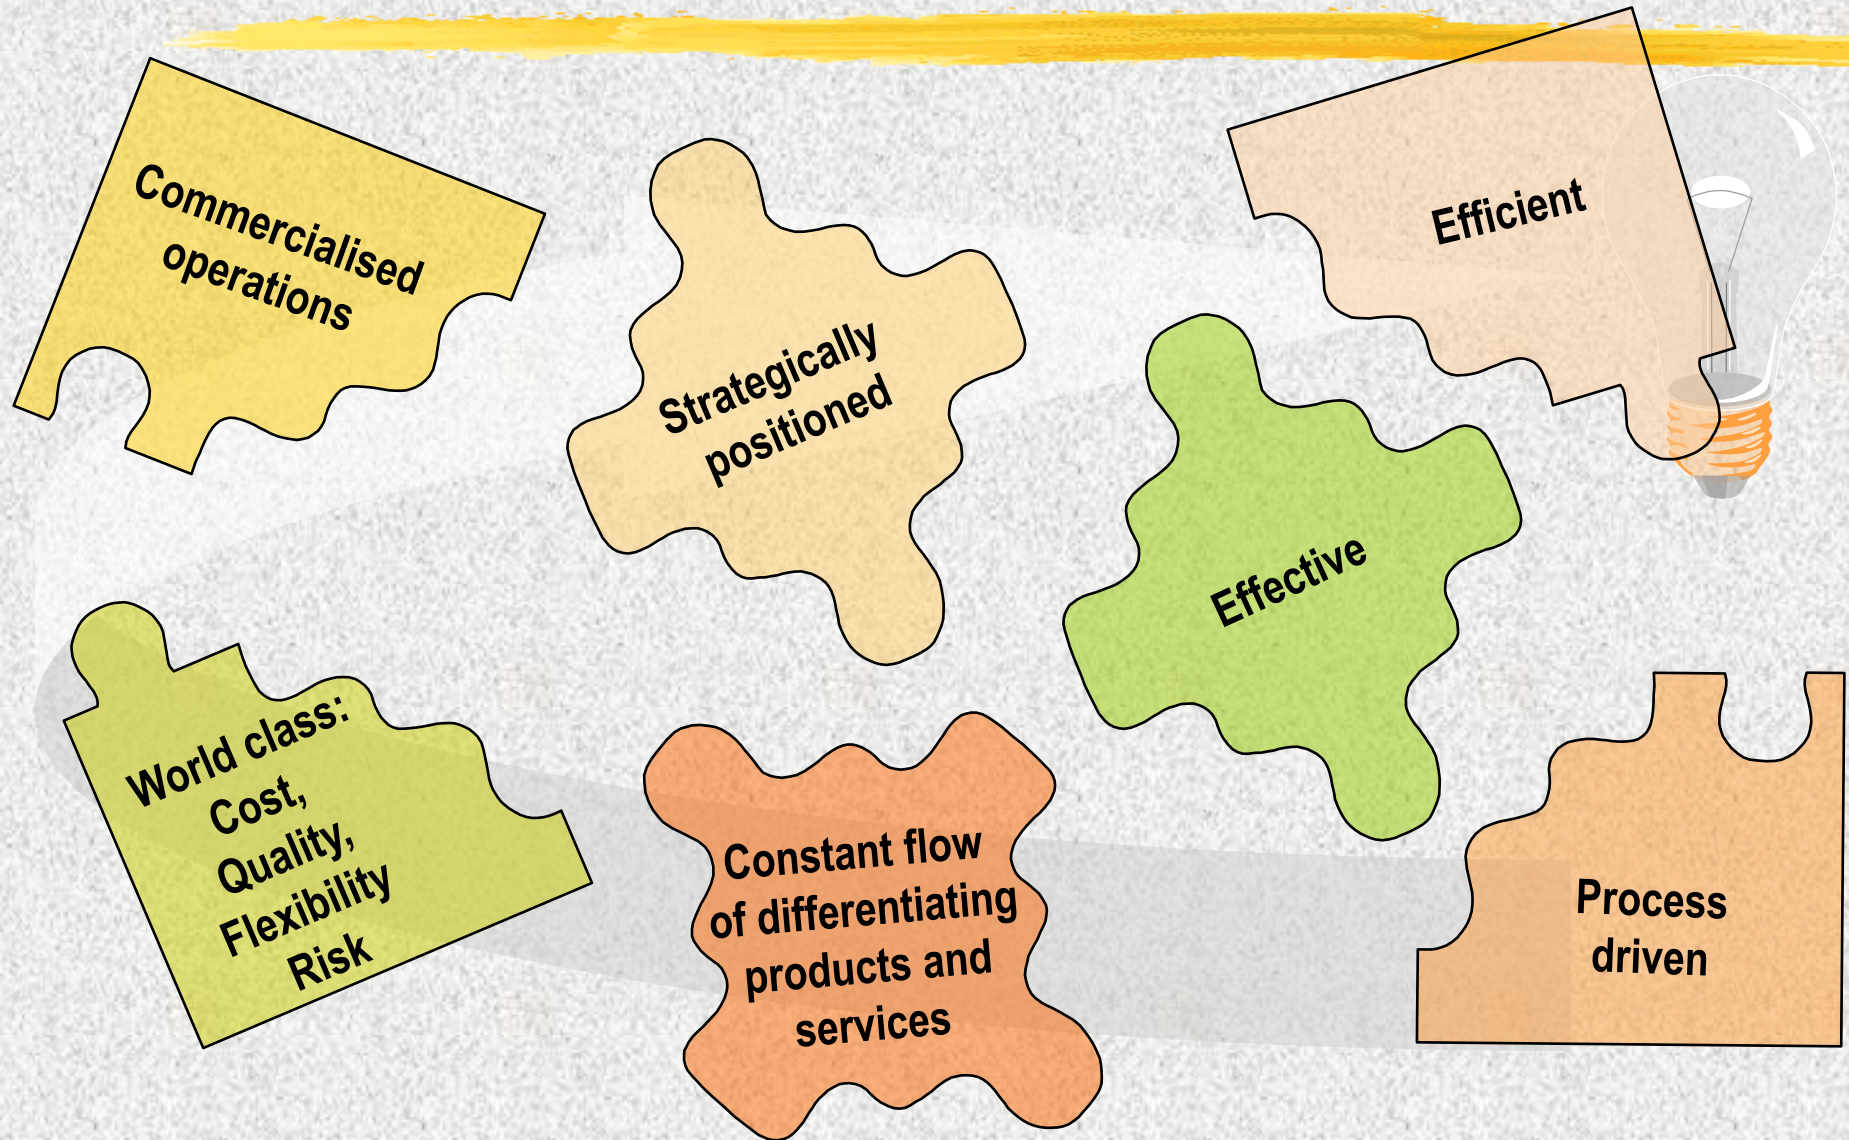 Commercialised
operations
Strategically
positioned
Efficient
Effective
World class:
Cost,
Quality,
Flexibility
Risk
Constant flow
of differentiating
products and
services
Process
driven